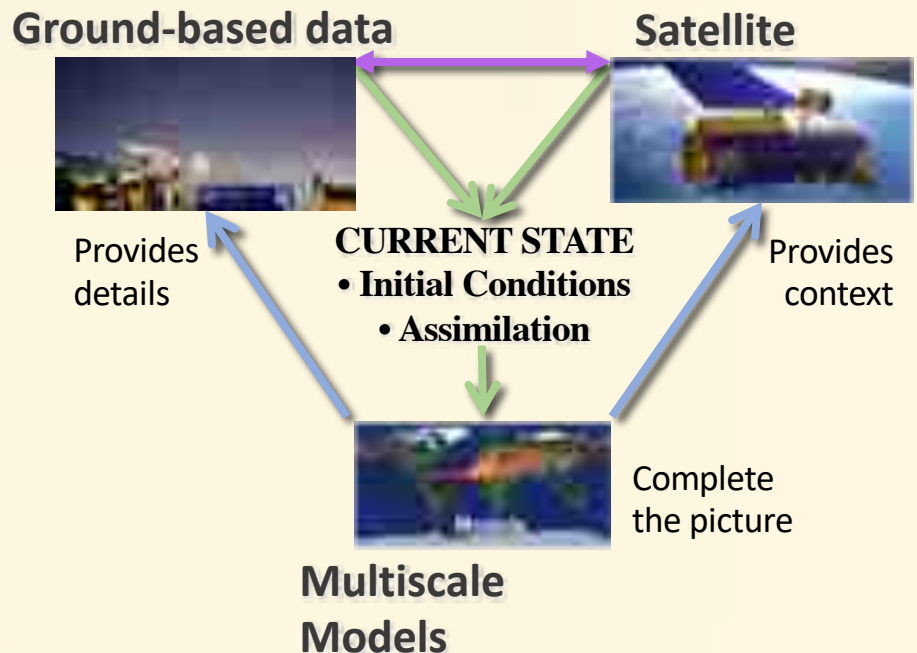 Ground-based data
Satellite
Provides
details
CURRENT STATE
• Initial Conditions
• Assimilation
Provides
context
Complete
the picture
Multiscale
Models